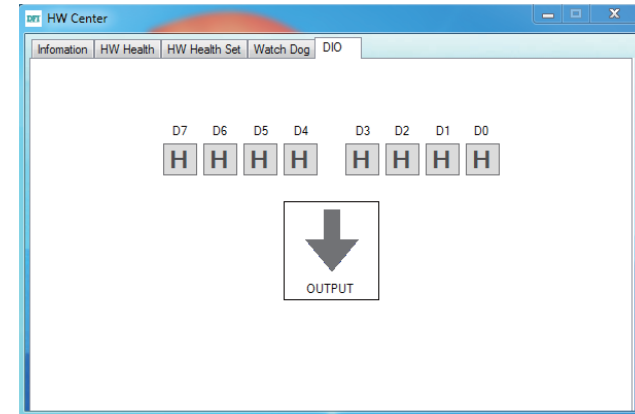 DFI HW Center
Infomation HW Health HW Health Set Watch Dog DIO
D7 D6 D5 D4 D3 D2 D1 D0
H H H H H H H H
OUTPUT